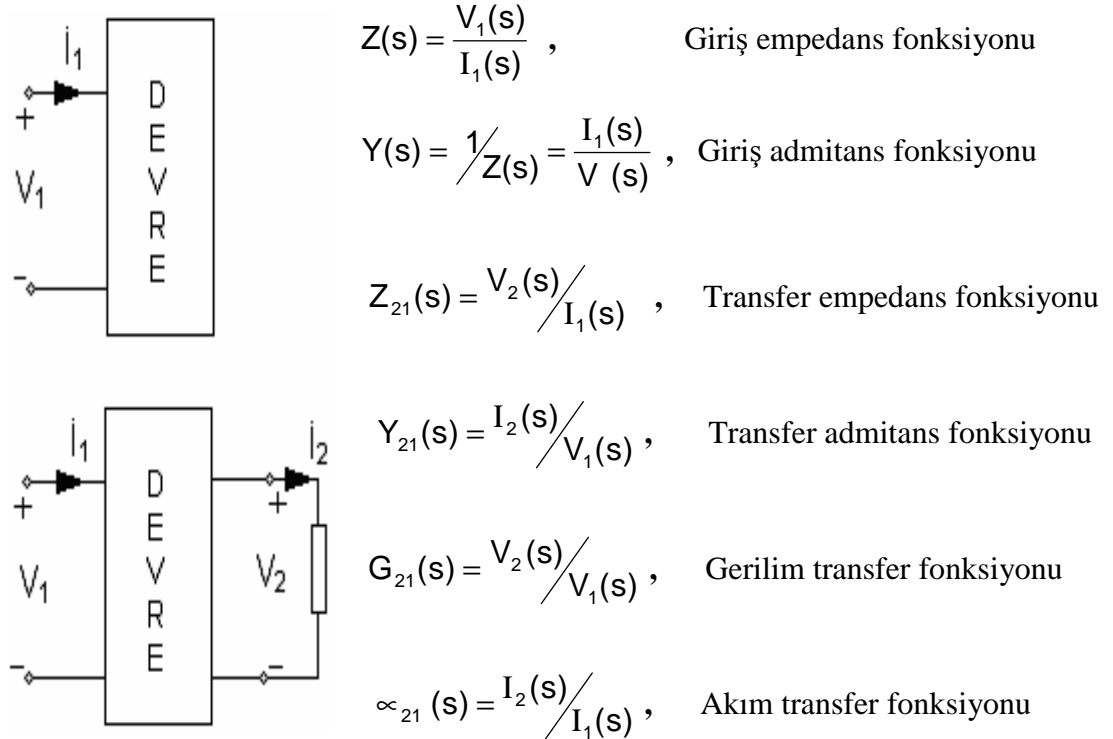 i₁
+
V₁
-
D
E
V
R
E
Z(s) = V₁(s) / I₁(s) , Giriş empedans fonksiyonu
Y(s) = 1/Z(s) = I₁(s) / V (s) , Giriş admitans fonksiyonu
Z₂₁(s) = V₂(s)/I₁(s) , Transfer empedans fonksiyonu
i₁
+
V₁
-
D
E
V
R
E
i₂
+
V₂
-
Y₂₁(s) = I₂(s)/V₁(s) , Transfer admitans fonksiyonu
G₂₁(s) = V₂(s)/V₁(s) , Gerilim transfer fonksiyonu
∝₂₁ (s) = I₂(s)/I₁(s) , Akım transfer fonksiyonu